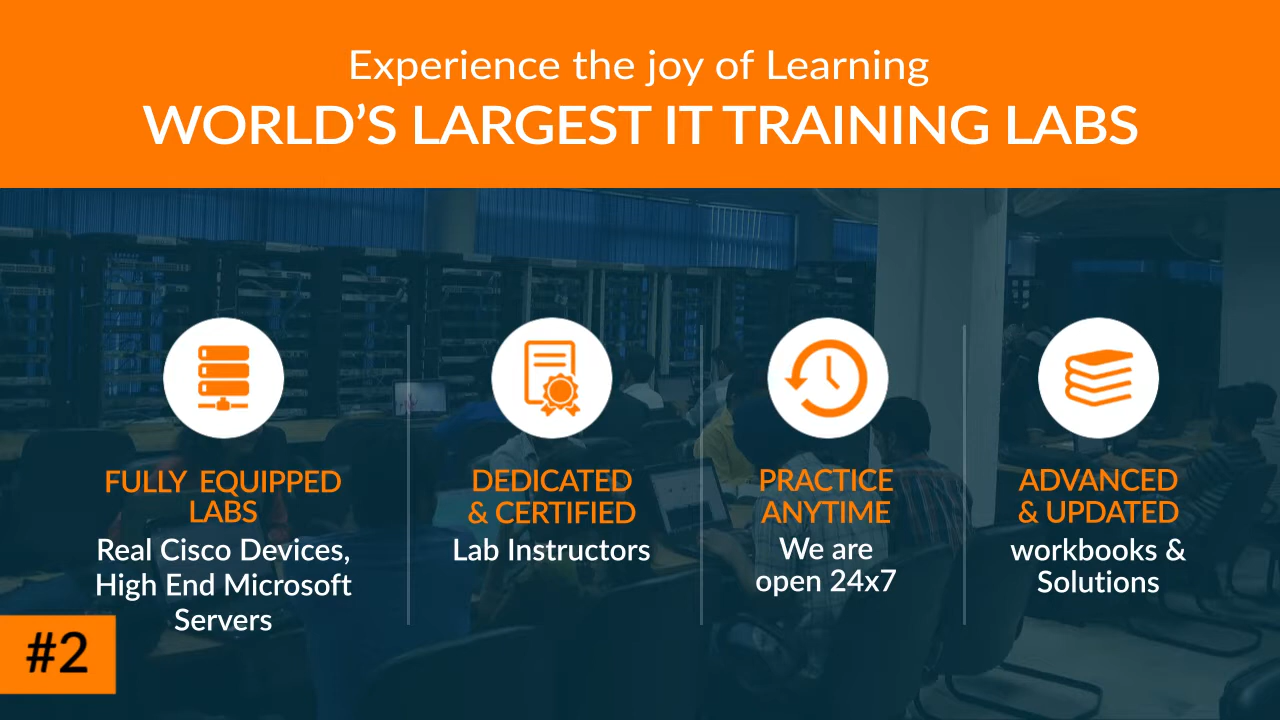 Experience the joy of Learning
WORLD'S LARGEST IT TRAINING LABS
FULLY EQUIPPED
LABS
Real Cisco Devices,
High End Microsoft
Servers
DEDICATED
& CERTIFIED
Lab Instructors
PRACTICE
ANYTIME
We are
open 24x7
ADVANCED
& UPDATED
workbooks &
Solutions
#2